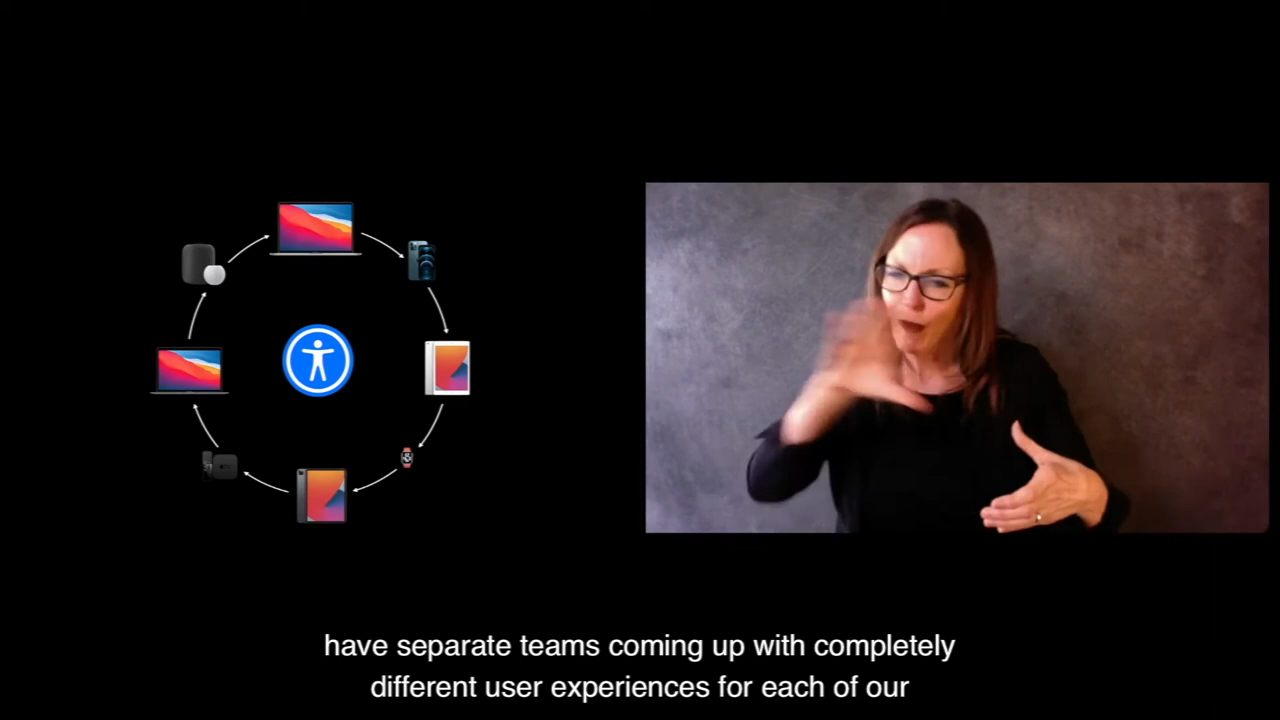 have separate teams coming up with completely
different user experiences for each of our